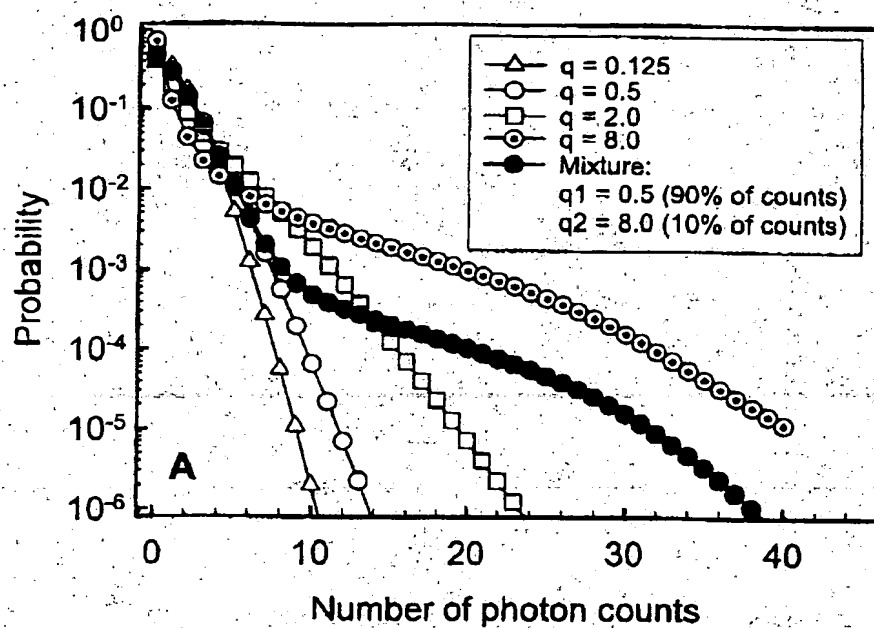 10^0
10^-1
10^-2
10^-3
10^-4
10^-5
10^-6
Probability
q = 0.125
q = 0.5
q = 2.0
q = 8.0
Mixture:
q1 = 0.5 (90% of counts)
q2 = 8.0 (10% of counts)
A
0 10 20 30 40
Number of photon counts